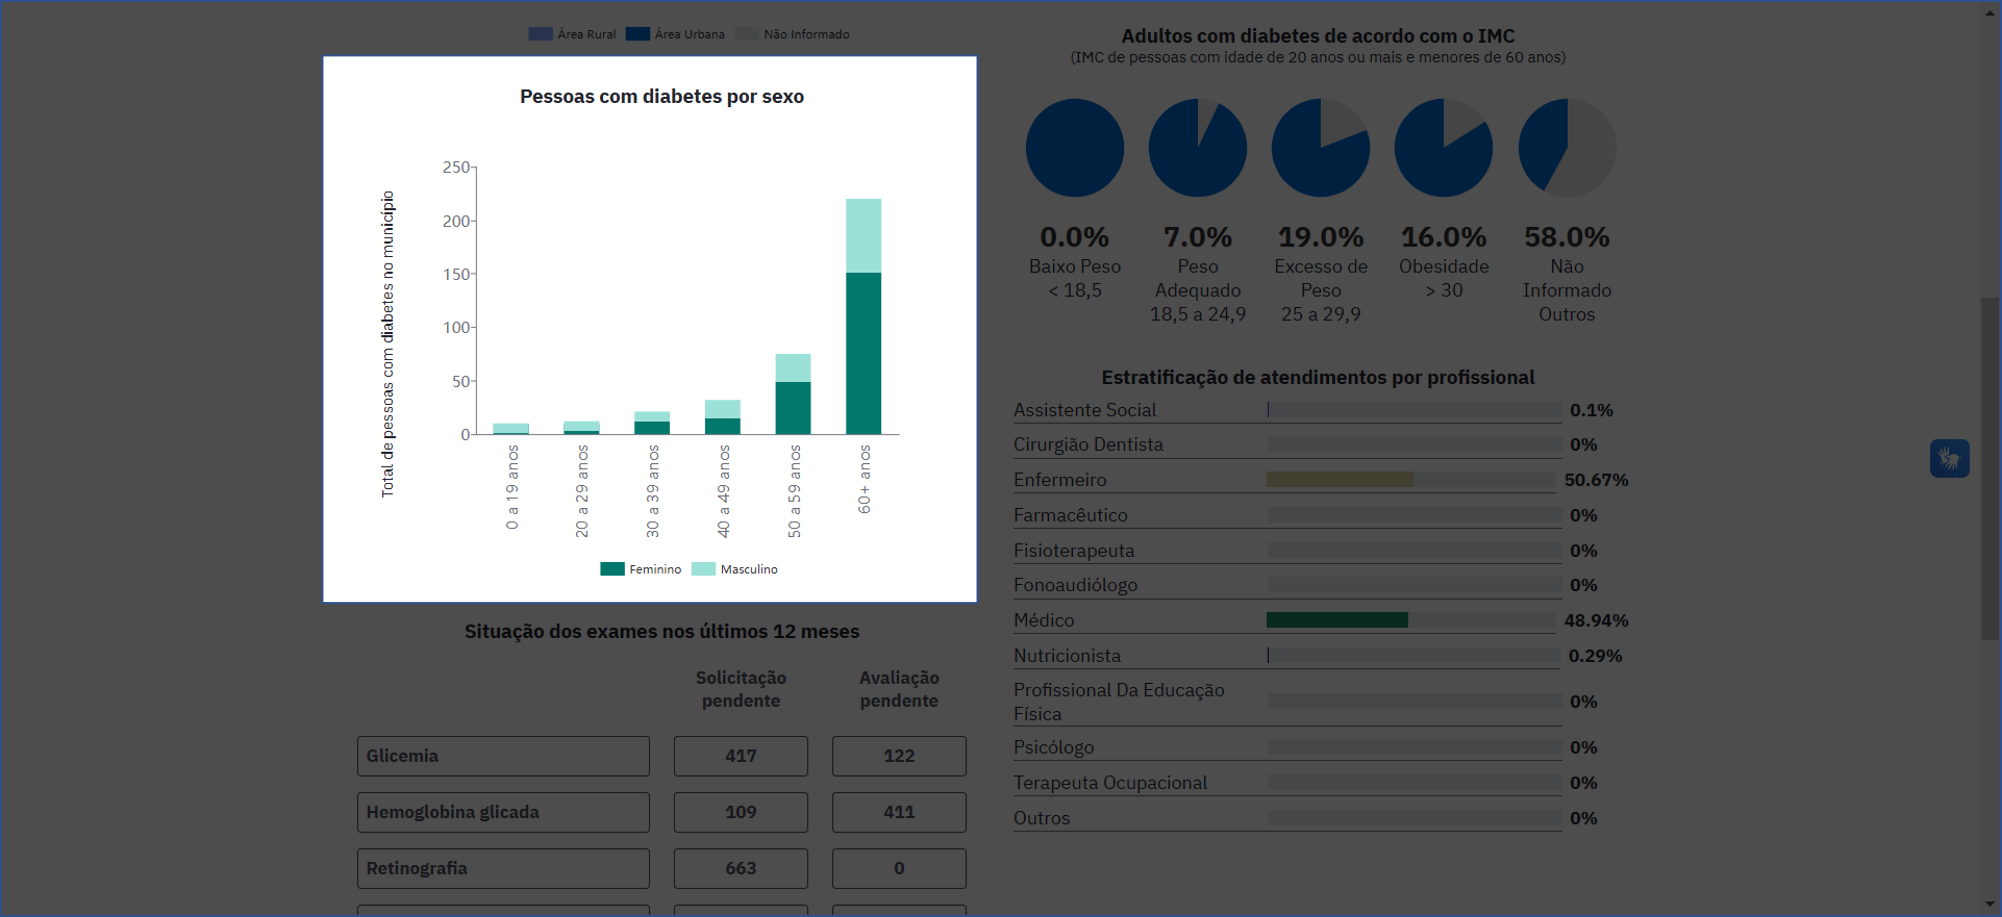 Área Rural Área Urbana Não Informado
Pessoas com diabetes por sexo
Total de pessoas com diabetes no município
250
200
150
100
50
0
0 a 19 anos
20 a 29 anos
30 a 39 anos
40 a 49 anos
50 a 59 anos
60+ anos
Feminino Masculino
Situação dos exames nos últimos 12 meses
Solicitação
pendente
Avaliação
pendente
Glicemia 417 122
Hemoglobina glicada 109 411
Retinografia 663 0
Adultos com diabetes de acordo com o IMC
(IMC de pessoas com idade de 20 anos ou mais e menores de 60 anos)
0.0%
Baixo Peso
< 18,5
7.0%
Peso
Adequado
18,5 a 24,9
19.0%
Excesso de
Peso
25 a 29,9
16.0%
Obesidade
> 30
58.0%
Não
Informado
Outros
Estratificação de atendimentos por profissional
Assistente Social 0.1%
Cirurgião Dentista 0%
Enfermeiro 50.67%
Farmacêutico 0%
Fisioterapeuta 0%
Fonoaudiólogo 0%
Médico 48.94%
Nutricionista 0.29%
Profissional Da Educação
Física 0%
Psicólogo 0%
Terapeuta Ocupacional 0%
Outros 0%